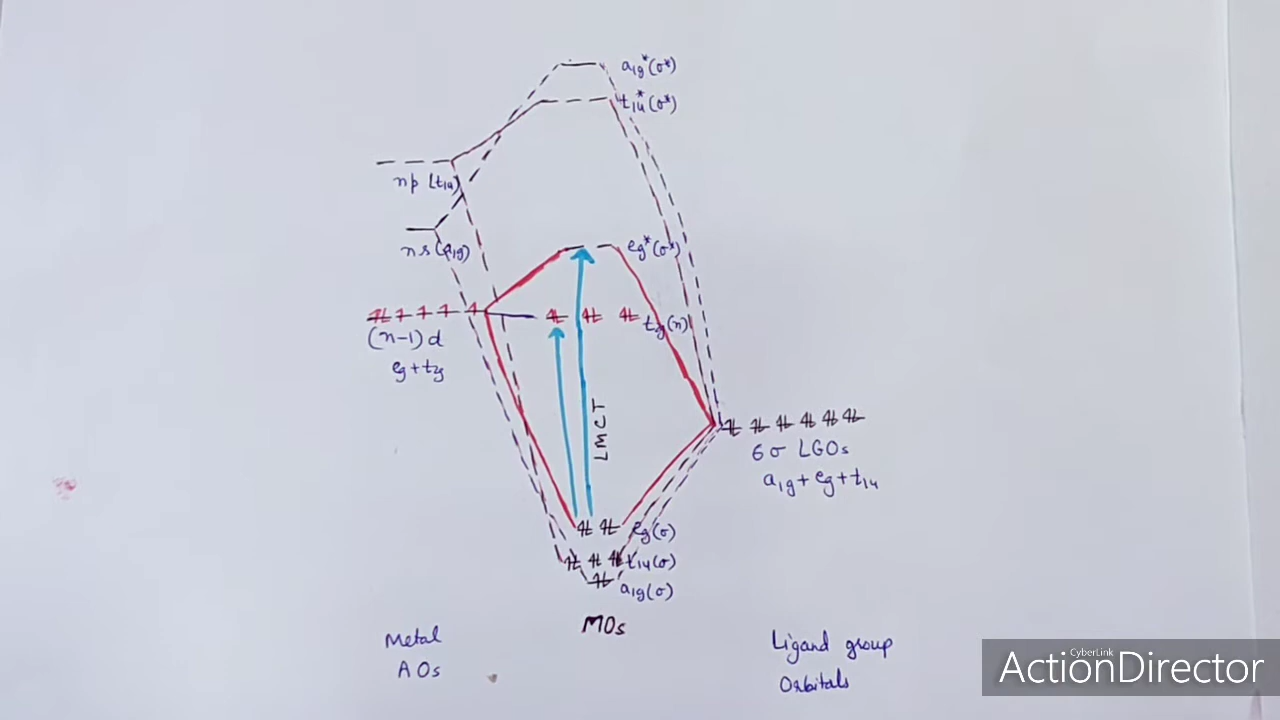 a1g*(σ*)
t1u*(σ*)
np (t1u)
ns (a1g)
eg*(σ*)
t2g(n)
(n-1) d
eg + t2g
LMCT
6σ LGOs
a1g + eg + t1u
eg(σ)
t1u(σ)
a1g(σ)
MOs
Metal
AOs
Ligand group
Orbitals
CyberLink
ActionDirector